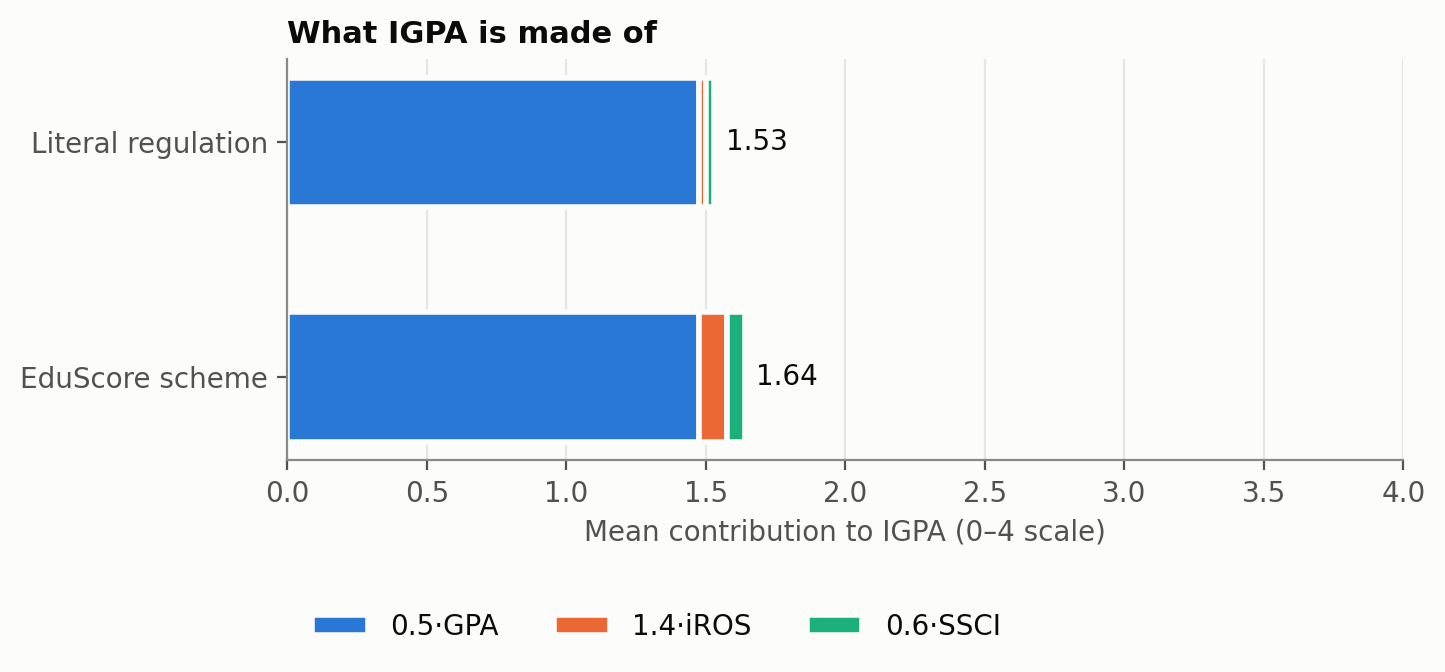 What IGPA is made of
Literal regulation
1.53
EduScore scheme
1.64
0.0 0.5 1.0 1.5 2.0 2.5 3.0 3.5 4.0
Mean contribution to IGPA (0–4 scale)
0.5·GPA 1.4·iROS 0.6·SSCI